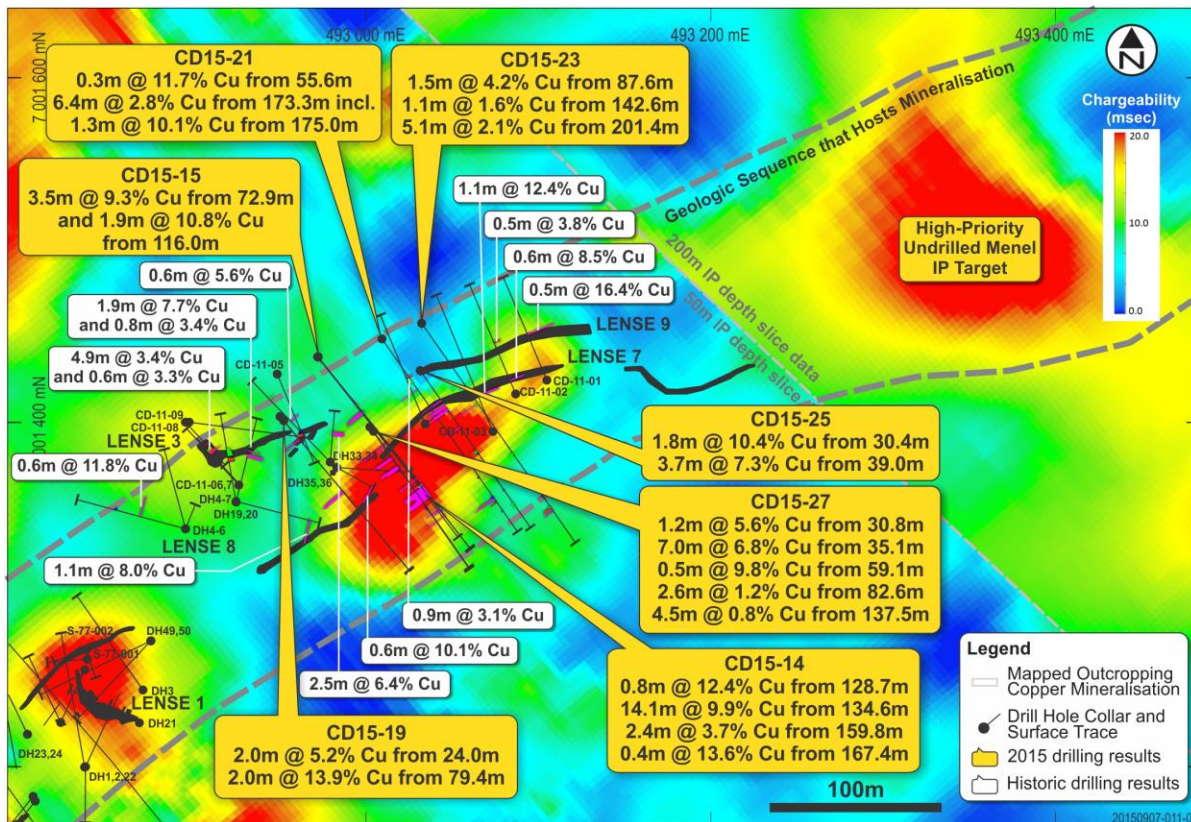 493 000 mE
493 200 mE
493 400 mE
7 001 600 mN
001 400 mN
CD15-21
0.3m @ 11.7% Cu from 55.6m
6.4m @ 2.8% Cu from 173.3m incl.
1.3m @ 10.1% Cu from 175.0m
CD15-23
1.5m @ 4.2% Cu from 87.6m
1.1m @ 1.6% Cu from 142.6m
5.1m @ 2.1% Cu from 201.4m
N
Chargeability
(msec)
20.0
10.0
0.0
Geologic Sequence that Hosts Mineralisation
CD15-15
3.5m @ 9.3% Cu from 72.9m
and 1.9m @ 10.8% Cu
from 116.0m
1.1m @ 12.4% Cu
0.5m @ 3.8% Cu
0.6m @ 8.5% Cu
0.5m @ 16.4% Cu
High-Priority
Undrilled Menel
IP Target
200m IP depth slice data
50m IP depth slice
0.6m @ 5.6% Cu
1.9m @ 7.7% Cu
and 0.8m @ 3.4% Cu
4.9m @ 3.4% Cu
and 0.6m @ 3.3% Cu
LENSE 9
LENSE 7
CD-11-05
CD-11-01
CD-11-02
CD-11-03
CD-11-09
CD-11-08
LENSE 3
0.6m @ 11.8% Cu
CD-11-06,7
DH4-7
DH19,20
DH33,34
DH35,36
DH4-6
LENSE 8
1.1m @ 8.0% Cu
CD15-25
1.8m @ 10.4% Cu from 30.4m
3.7m @ 7.3% Cu from 39.0m
CD15-27
1.2m @ 5.6% Cu from 30.8m
7.0m @ 6.8% Cu from 35.1m
0.5m @ 9.8% Cu from 59.1m
2.6m @ 1.2% Cu from 82.6m
4.5m @ 0.8% Cu from 137.5m
0.9m @ 3.1% Cu
0.6m @ 10.1% Cu
2.5m @ 6.4% Cu
S-77-002
S-77-001
DH49,50
DH3
LENSE 1
DH21
DH23,24
DH1,2,22
CD15-19
2.0m @ 5.2% Cu from 24.0m
2.0m @ 13.9% Cu from 79.4m
CD15-14
0.8m @ 12.4% Cu from 128.7m
14.1m @ 9.9% Cu from 134.6m
2.4m @ 3.7% Cu from 159.8m
0.4m @ 13.6% Cu from 167.4m
Legend
Mapped Outcropping
Copper Mineralisation
Drill Hole Collar and
Surface Trace
2015 drilling results
Historic drilling results
100m
20150907-011-0